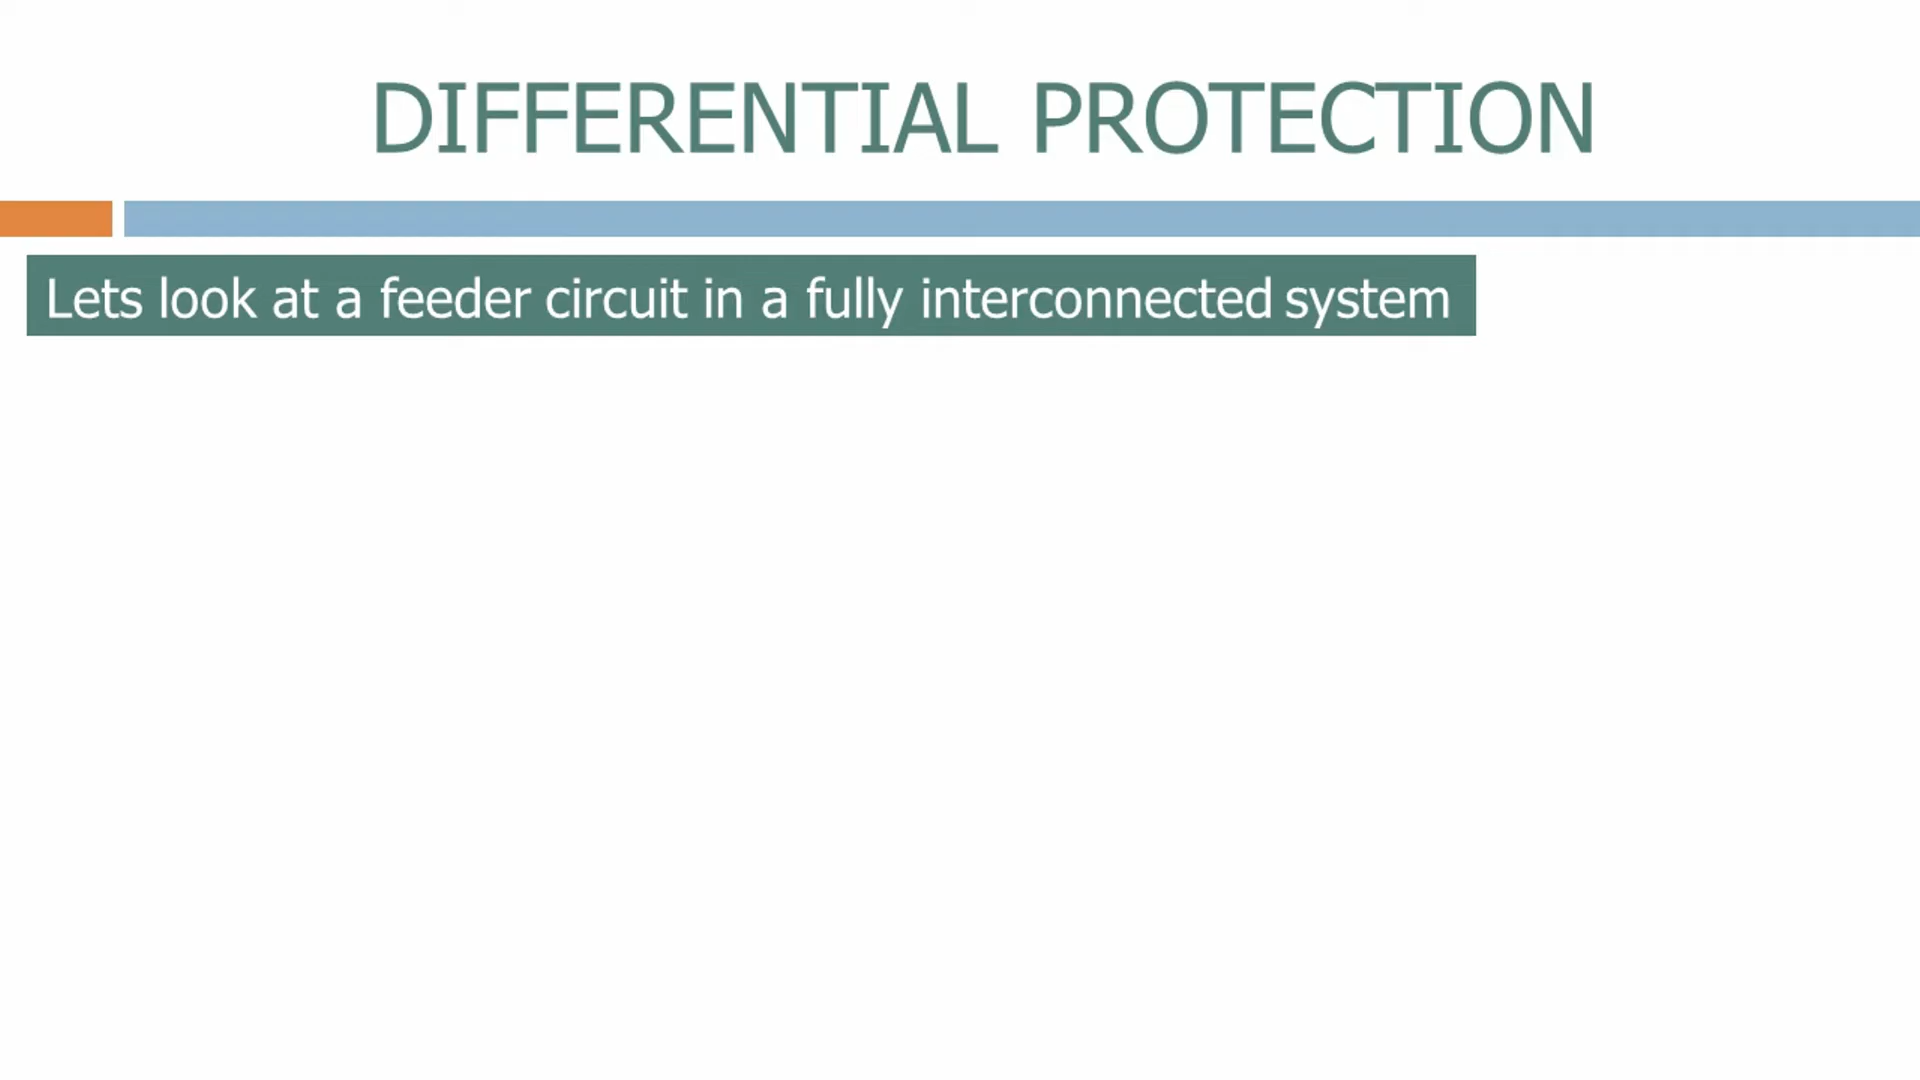 DIFFERENTIAL PROTECTION
Lets look at a feeder circuit in a fully interconnected system